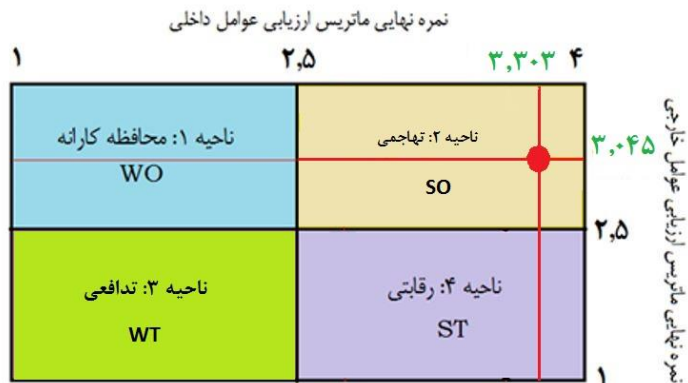 نمره نهایی ماتریس ارزیابی عوامل داخلی
۱ ۲,۵ ۳,۳۰۳ ۴
ناحیه ۲: تهاجمی
SO
ناحیه ۱: محافظه کارانه
WO
۳,۰۴۵
۲,۵
ناحیه ۴: رقابتی
ST
ناحیه ۳: تدافعی
WT
۱
نمره نهایی ماتریس ارزیابی عوامل خارجی